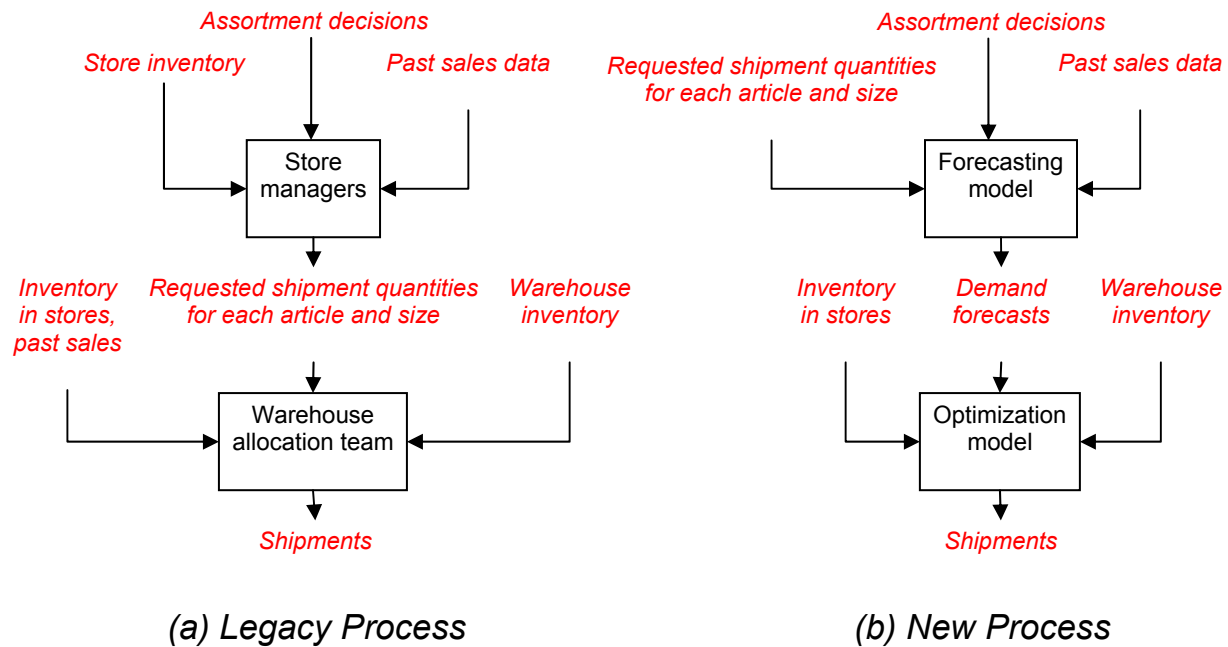 Assortment decisions
Store inventory
Past sales data
Store
managers
Inventory
in stores,
past sales
Requested shipment quantities
for each article and size
Warehouse
inventory
Warehouse
allocation team
Shipments
(a) Legacy Process
Assortment decisions
Requested shipment quantities
for each article and size
Past sales data
Forecasting
model
Inventory
in stores
Demand
forecasts
Warehouse
inventory
Optimization
model
Shipments
(b) New Process